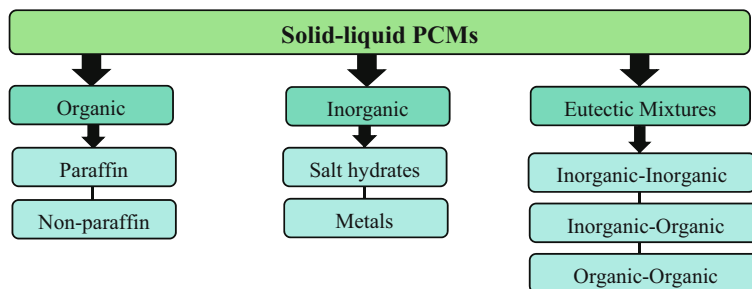 Solid-liquid PCMs
Organic
Inorganic
Eutectic Mixtures
Paraffin
Salt hydrates
Inorganic-Inorganic
Non-paraffin
Metals
Inorganic-Organic
Organic-Organic